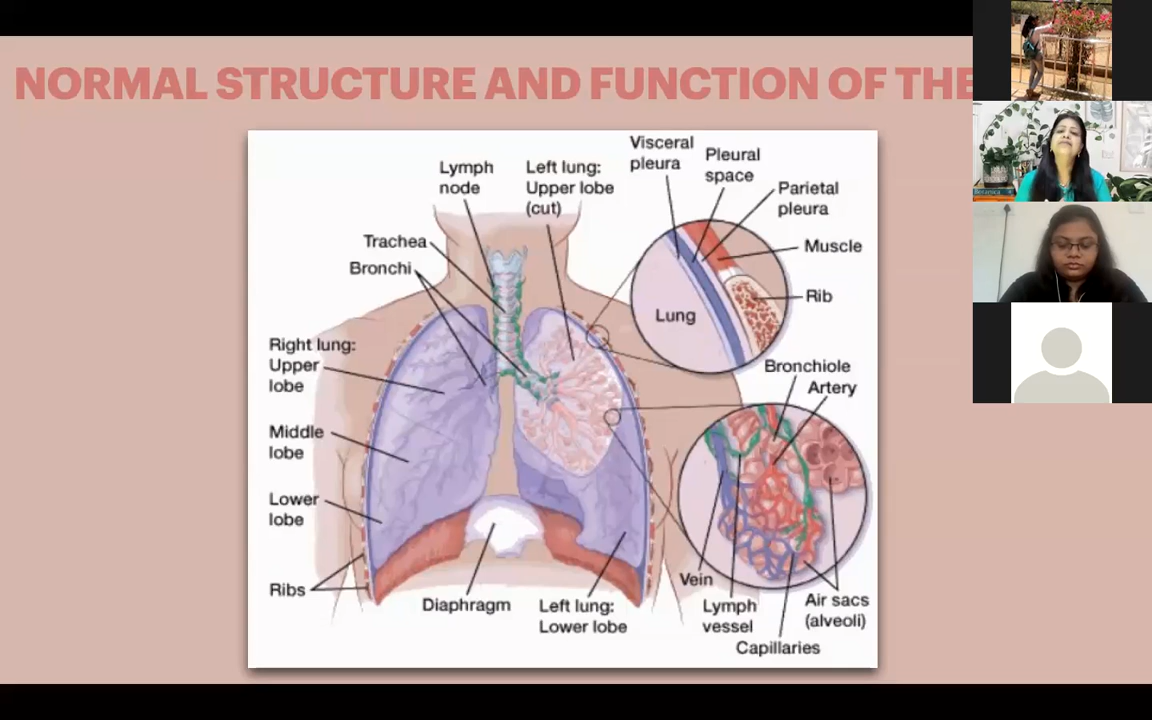 NORMAL STRUCTURE AND FUNCTION OF THE
Visceral
pleura
Pleural
space
Lymph
node
Left lung:
Upper lobe
(cut)
Parietal
pleura
Trachea
Muscle
Bronchi
Rib
Lung
Right lung:
Upper
lobe
Bronchiole
Artery
Middle
lobe
Lower
lobe
Ribs
Diaphragm
Left lung:
Lower lobe
Vein
Lymph
vessel
Air sacs
(alveoli)
Capillaries